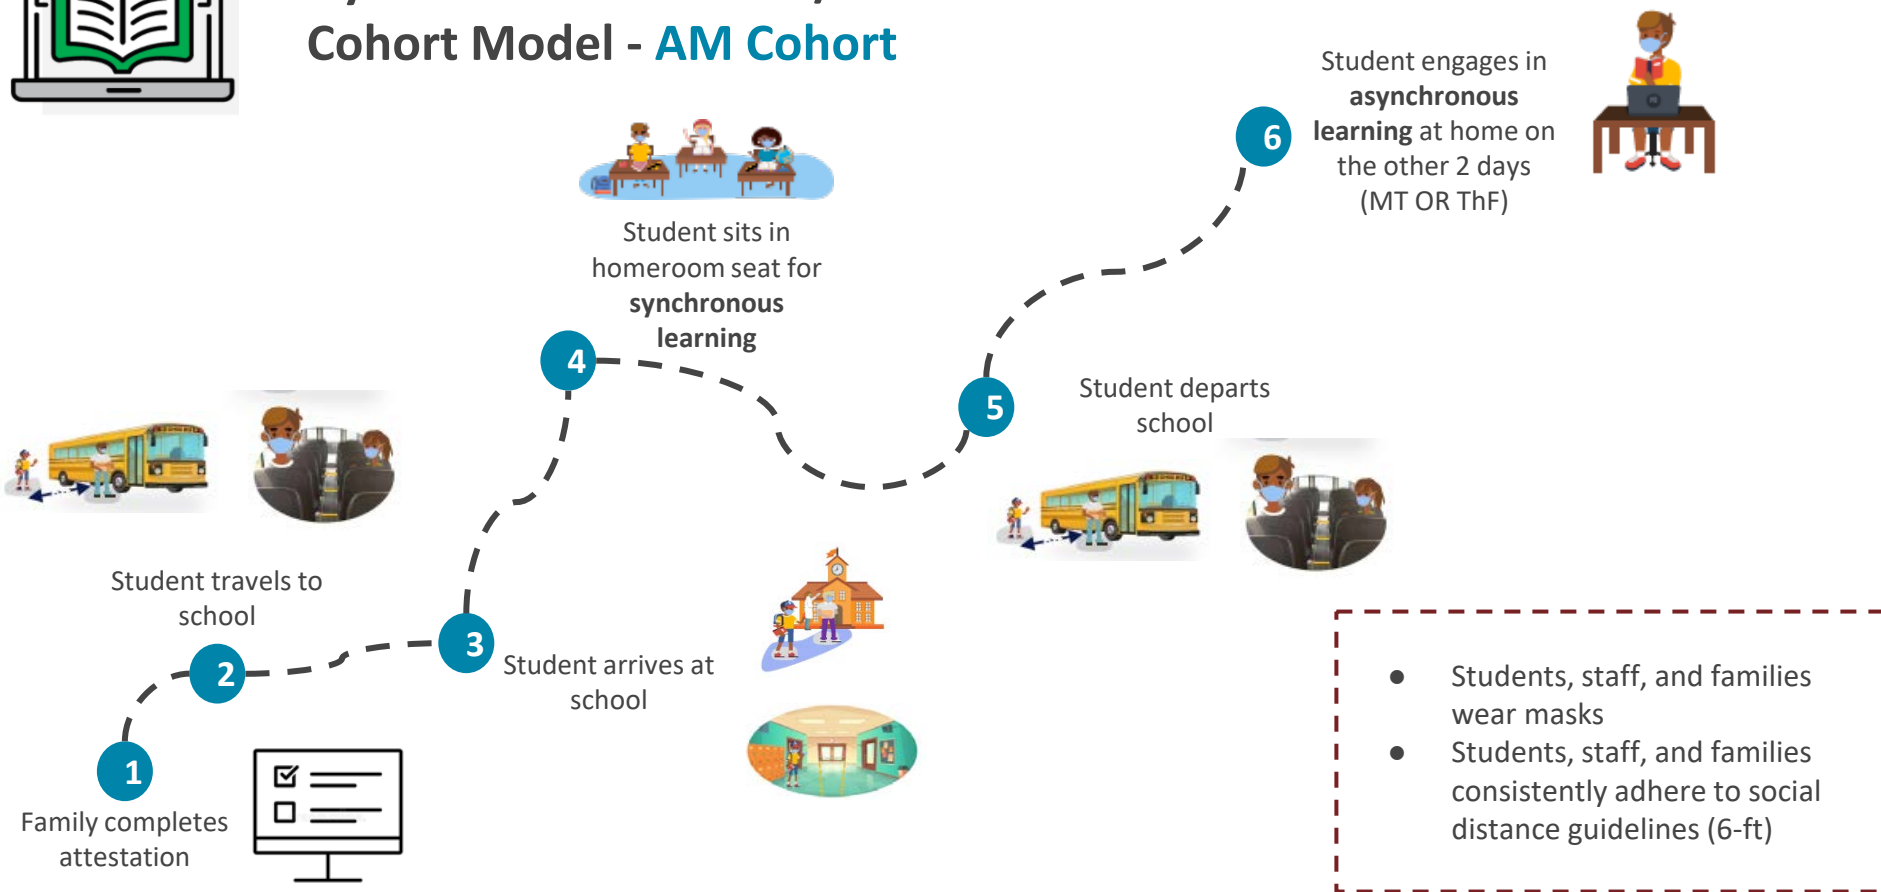 Cohort Model - AM Cohort
6
Student engages in
asynchronous
learning at home on
the other 2 days
(MT OR ThF)
Student sits in
homeroom seat for
synchronous
learning
4
5
Student departs
school
Student travels to
school
2
3
Student arrives at
school
1
Family completes
attestation
● Students, staff, and families
wear masks
● Students, staff, and families
consistently adhere to social
distance guidelines (6-ft)